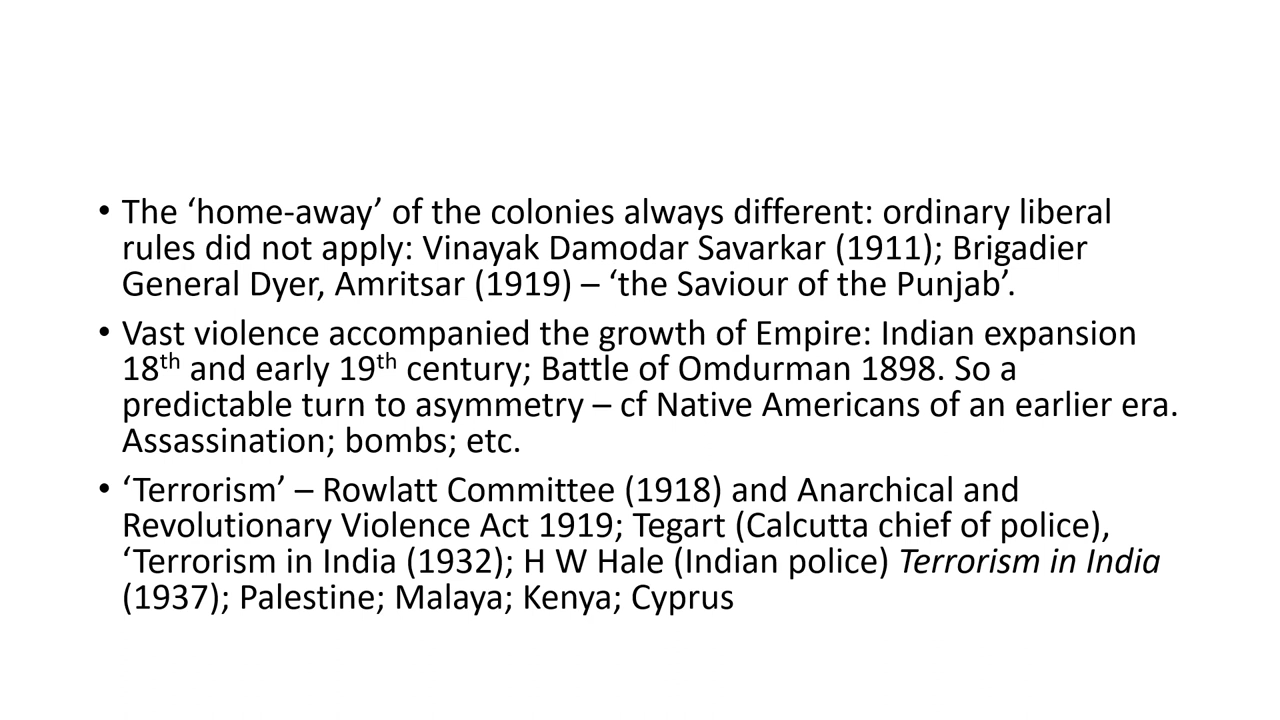 • The ‘home-away’ of the colonies always different: ordinary liberal
rules did not apply: Vinayak Damodar Savarkar (1911); Brigadier
General Dyer, Amritsar (1919) – ‘the Saviour of the Punjab’.
• Vast violence accompanied the growth of Empire: Indian expansion
18th and early 19th century; Battle of Omdurman 1898. So a
predictable turn to asymmetry – cf Native Americans of an earlier era.
Assassination; bombs; etc.
• ‘Terrorism’ – Rowlatt Committee (1918) and Anarchical and
Revolutionary Violence Act 1919; Tegart (Calcutta chief of police),
‘Terrorism in India (1932); H W Hale (Indian police) Terrorism in India
(1937); Palestine; Malaya; Kenya; Cyprus